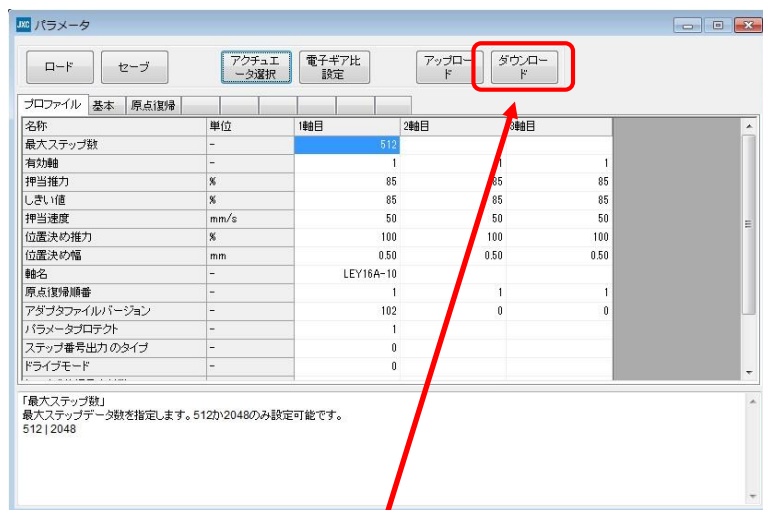 JXC パラメータ
ロード セーブ アクチュエ
ータ選択 電子ギア比
設定 アップロー
ド ダウンロー
ド
プロファイル 基本 原点復帰
名称 単位 1軸目 2軸目 3軸目
最大ステップ数 - 512
有効軸 - 1 1 1
押当推力 % 85 85 85
しきい値 % 85 85 85
押当速度 mm/s 50 50 50
位置決め推力 % 100 100 100
位置決め幅 mm 0.50 0.50 0.50
軸名 - LEY16A-10
原点復帰順番 - 1 1 1
アダプタファイルバージョン - 102 0 0
パラメータプロテクト - 1
ステップ番号出力のタイプ - 0
ドライブモード - 0
「最大ステップ数」
最大ステップデータ数を指定します。512か2048のみ設定可能です。
512 | 2048